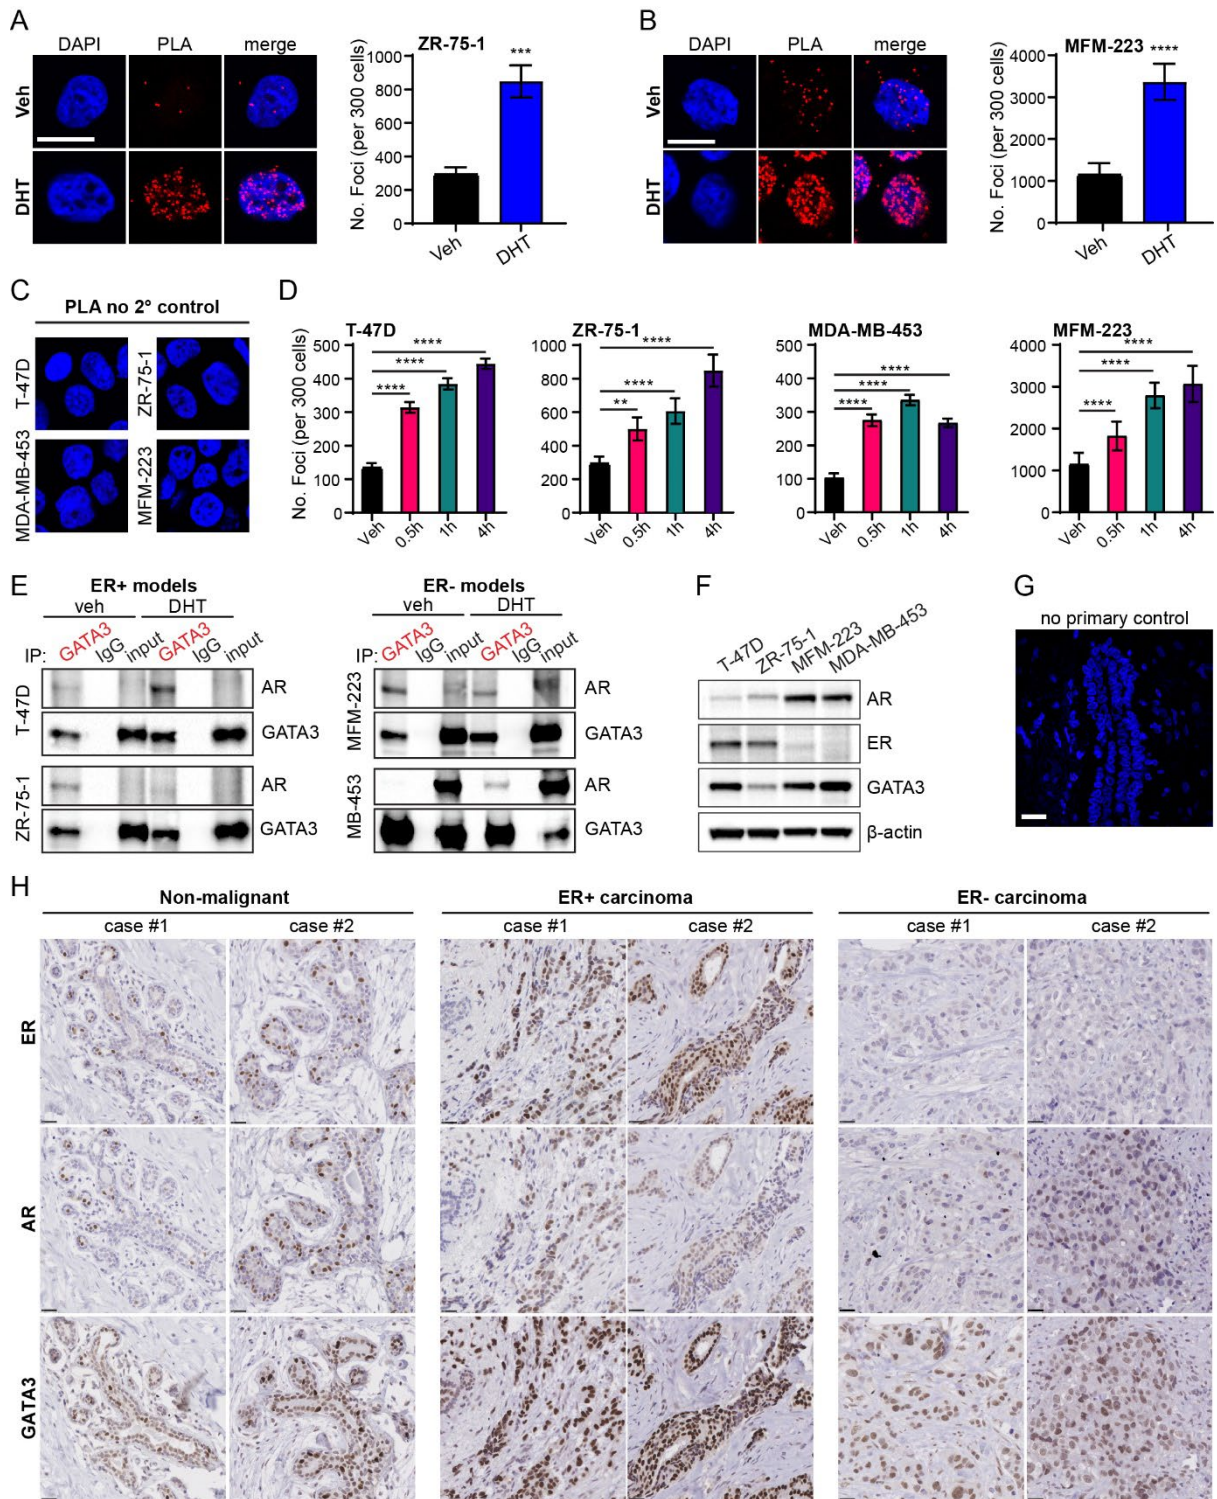 A
DAPI PLA merge
Veh
DHT
ZR-75-1
***
No. Foci (per 300 cells)
1000
800
600
400
200
0
Veh DHT
B
DAPI PLA merge
Veh
DHT
MFM-223
****
No. Foci (per 300 cells)
4000
3000
2000
1000
0
Veh DHT
C
PLA no 2° control
T-47D
ZR-75-1
MDA-MB-453
MFM-223
D
No. Foci (per 300 cells)
T-47D
500
400
300
200
100
0
****
****
****
Veh 0.5h 1h 4h
ZR-75-1
1000
800
600
400
200
0
****
****
**
Veh 0.5h 1h 4h
MDA-MB-453
500
400
300
200
100
0
****
****
****
Veh 0.5h 1h 4h
MFM-223
4000
3000
2000
1000
0
****
****
****
Veh 0.5h 1h 4h
E
ER+ models
veh DHT
IP: GATA3 IgG input GATA3 IgG input
T-47D
AR
GATA3
ZR-75-1
AR
GATA3
ER- models
veh DHT
IP: GATA3 IgG input GATA3 IgG input
MFM-223
AR
GATA3
MB-453
AR
GATA3
F
T-47D ZR-75-1 MFM-223 MDA-MB-453
AR
ER
GATA3
β-actin
G
no primary control
H
Non-malignant ER+ carcinoma ER- carcinoma
case #1 case #2 case #1 case #2 case #1 case #2
ER
AR
GATA3